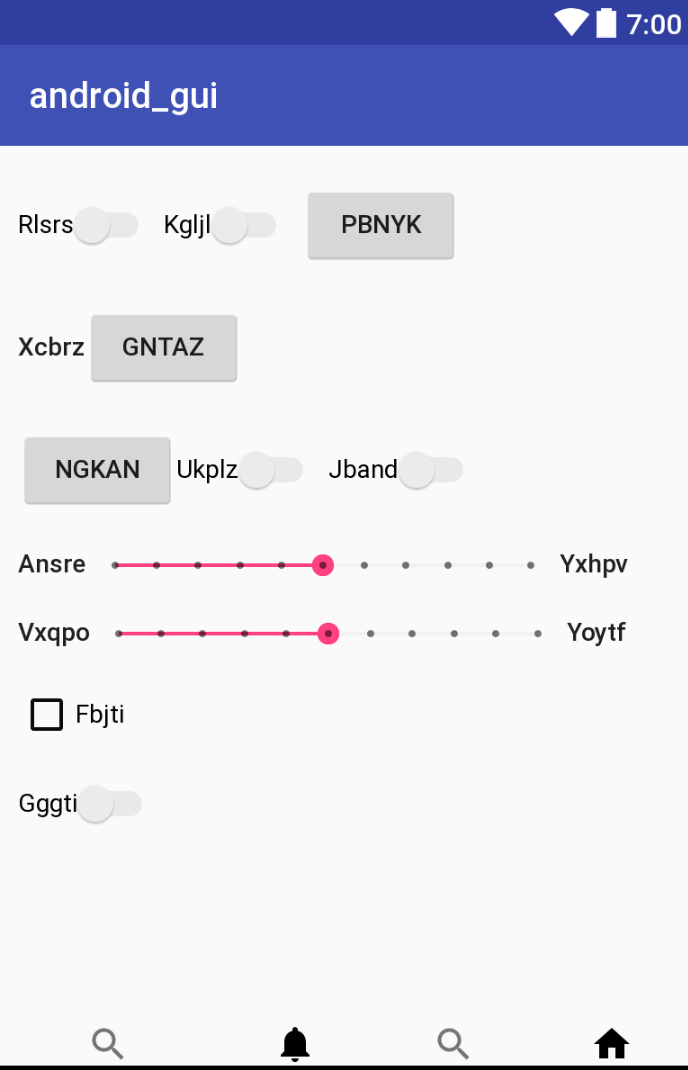 7:00
android_gui
Rlsrs Kgljl PBNYK
Xcbrz GNTAZ
NGKAN Ukplz Jband
Ansre Yxhpv
Vxqpo Yoytf
Fbjti
Gggti